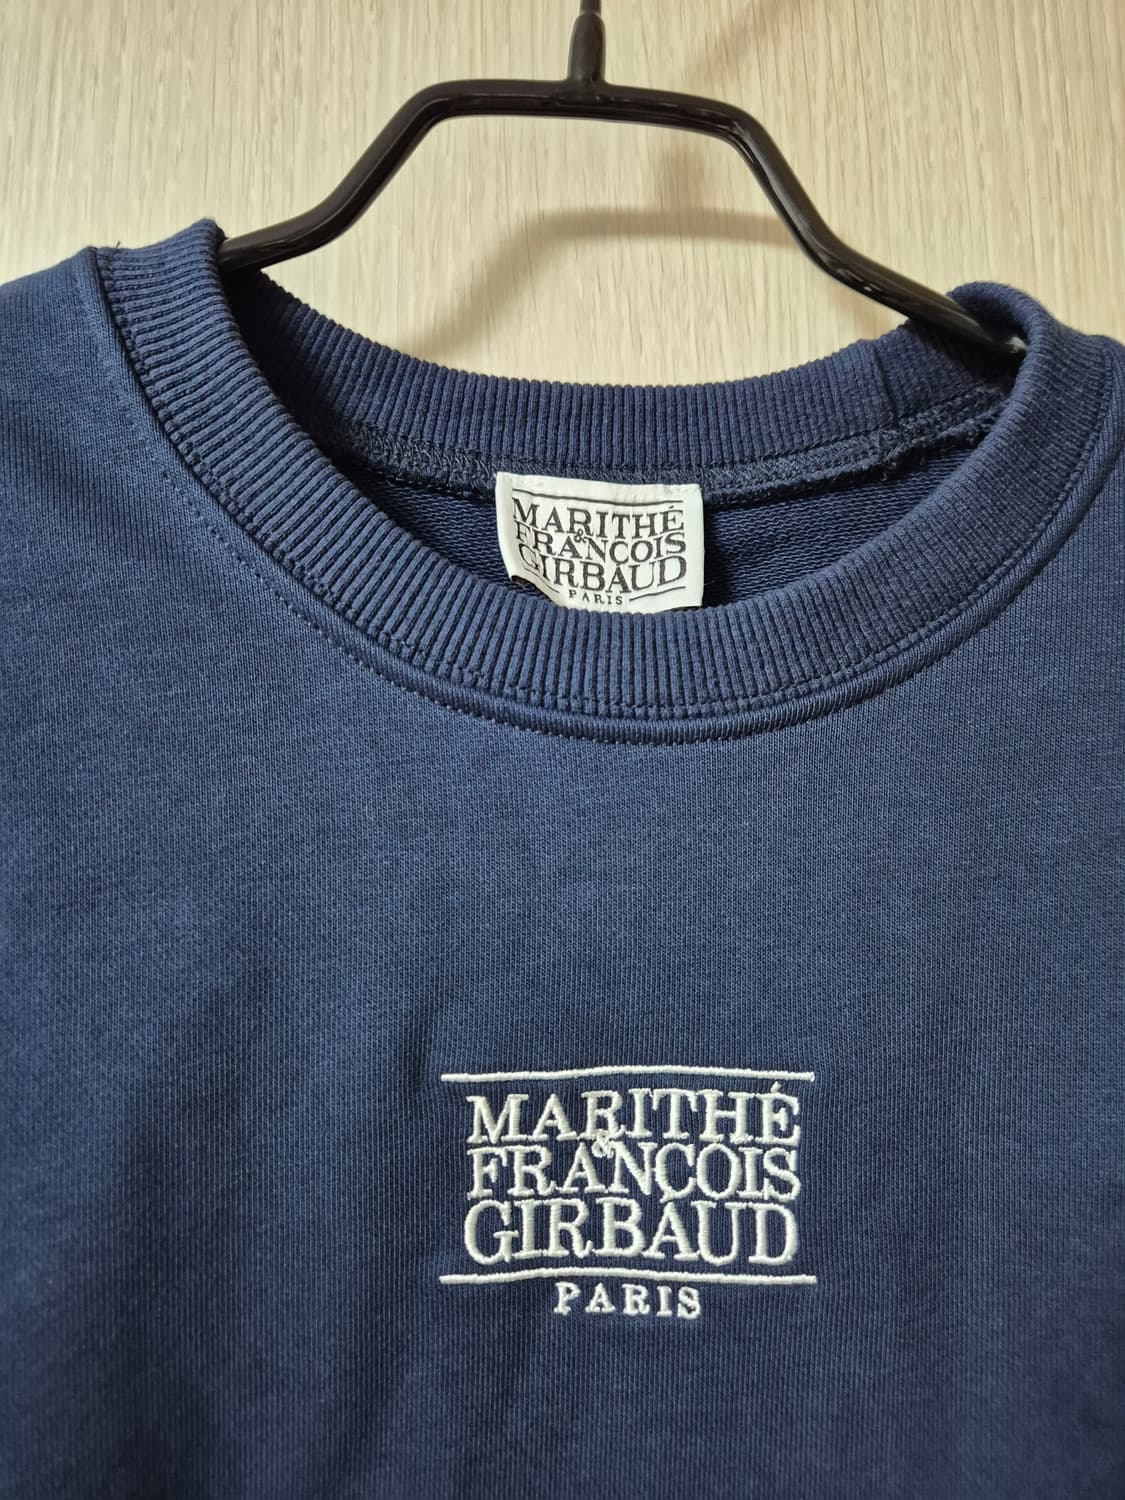 MARITHÉ
&
FRANÇOIS
GIRBAUD
PARIS
MARITHÉ
&
FRANÇOIS
GIRBAUD
PARIS